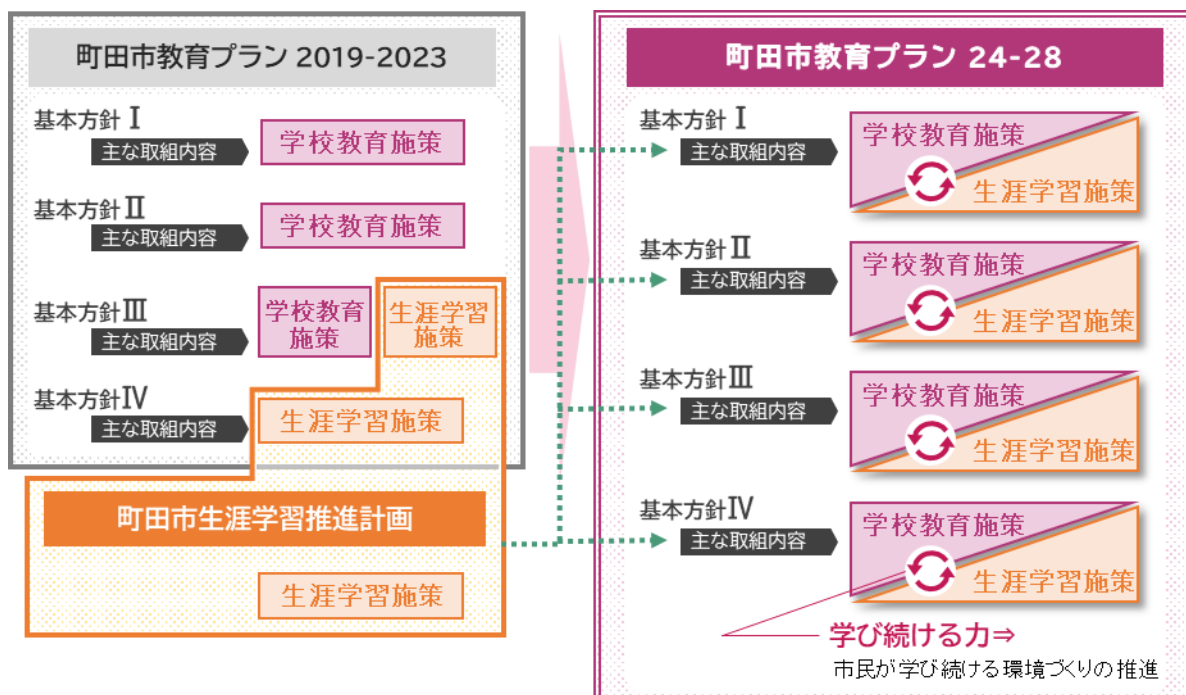 町田市教育プラン 2019-2023
基本方針Ⅰ
主な取組内容
学校教育施策
基本方針Ⅱ
主な取組内容
学校教育施策
基本方針Ⅲ
主な取組内容
学校教育
施策
生涯学習
施策
基本方針Ⅳ
主な取組内容
生涯学習施策
町田市生涯学習推進計画
生涯学習施策
町田市教育プラン 24-28
基本方針Ⅰ
主な取組内容
学校教育施策
生涯学習施策
基本方針Ⅱ
主な取組内容
学校教育施策
生涯学習施策
基本方針Ⅲ
主な取組内容
学校教育施策
生涯学習施策
基本方針Ⅳ
主な取組内容
学校教育施策
生涯学習施策
学び続ける力⇒
市民が学び続ける環境づくりの推進